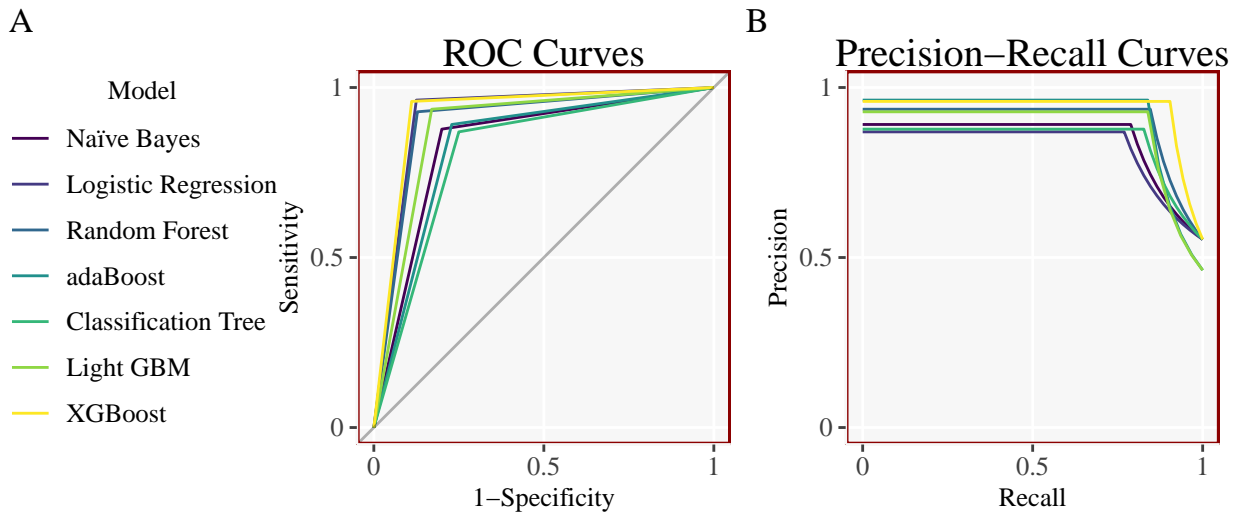 A
B
ROC Curves
Precision–Recall Curves
Model
Naïve Bayes
Logistic Regression
Random Forest
adaBoost
Classification Tree
Light GBM
XGBoost
Sensitivity
1
0.5
0
0
0.5
1
1–Specificity
Precision
1
0.5
0
0
0.5
1
Recall